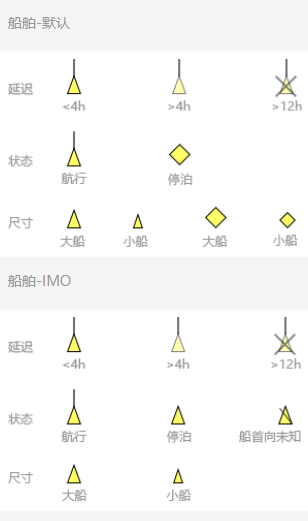 船舶-默认
延迟
<4h >4h >12h
状态
航行 停泊
尺寸
大船 小船 大船 小船
船舶-IMO
延迟
<4h >4h >12h
状态
航行 停泊 船首向未知
尺寸
大船 小船